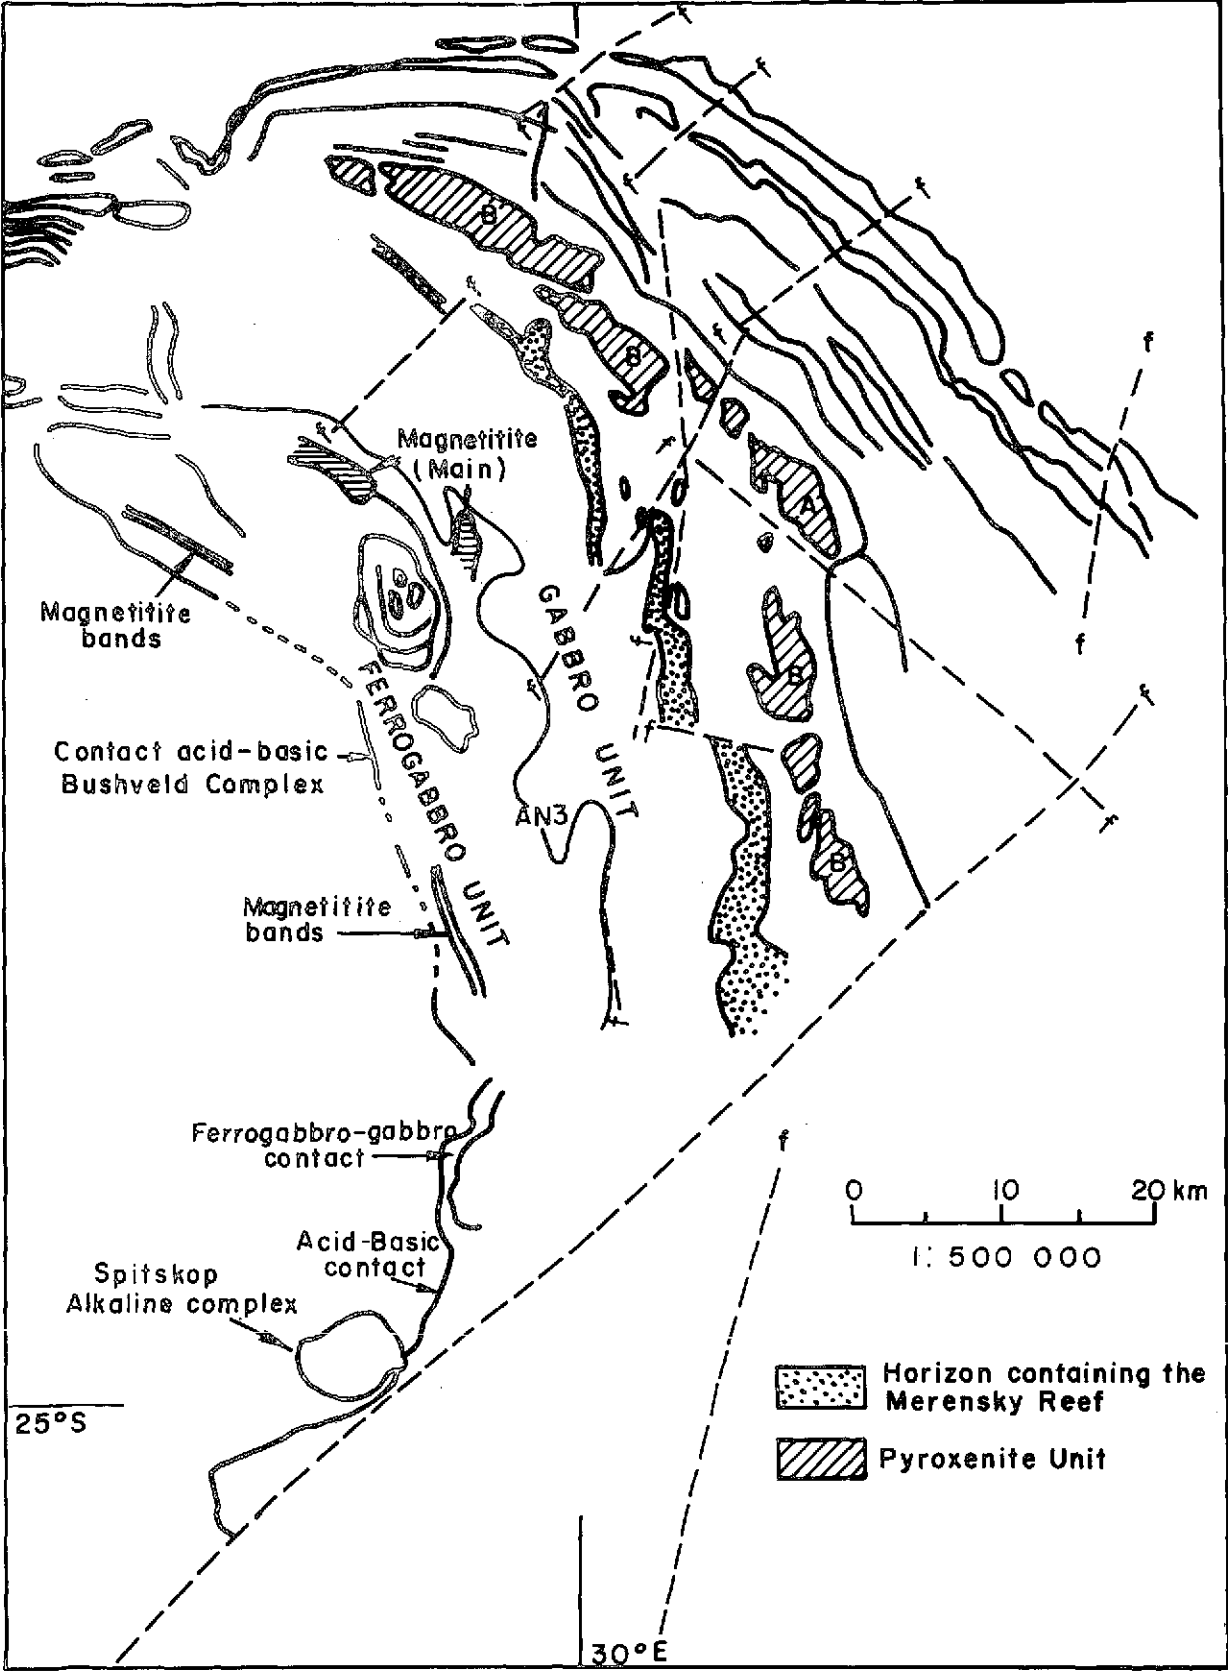 f
f
f
f
B
f
f
B
f
f
f
Magnetitite
(Main)
f
A
Magnetitite
bands
GABBRO UNIT
f
f
B
f
f
FERROGABBRO UNIT
Contact acid-basic
Bushveld Complex
AN3
f
B
Magnetitite
bands
f
Ferrogabbro-gabbro
contact
f
0 10 20 km
1: 500 000
Acid-Basic
contact
Spitskop
Alkaline complex
Horizon containing the
Merensky Reef
25°S
Pyroxenite Unit
30°E